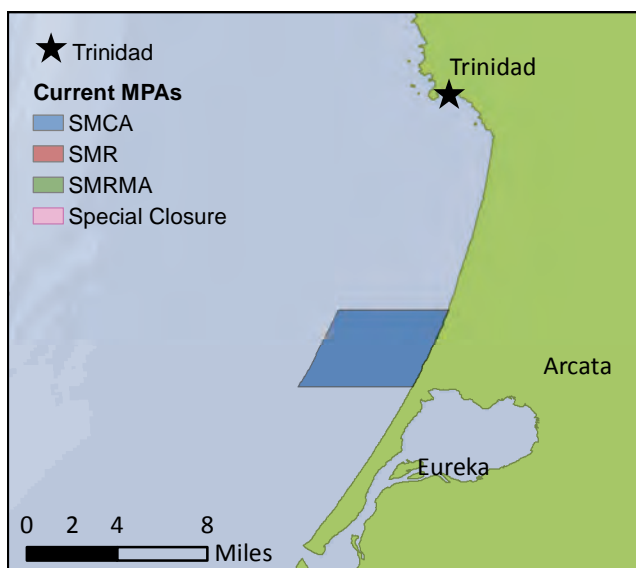 Trinidad
Trinidad
Current MPAs
SMCA
SMR
SMRMA
Special Closure
Arcata
Eureka
0 2 4 8
Miles